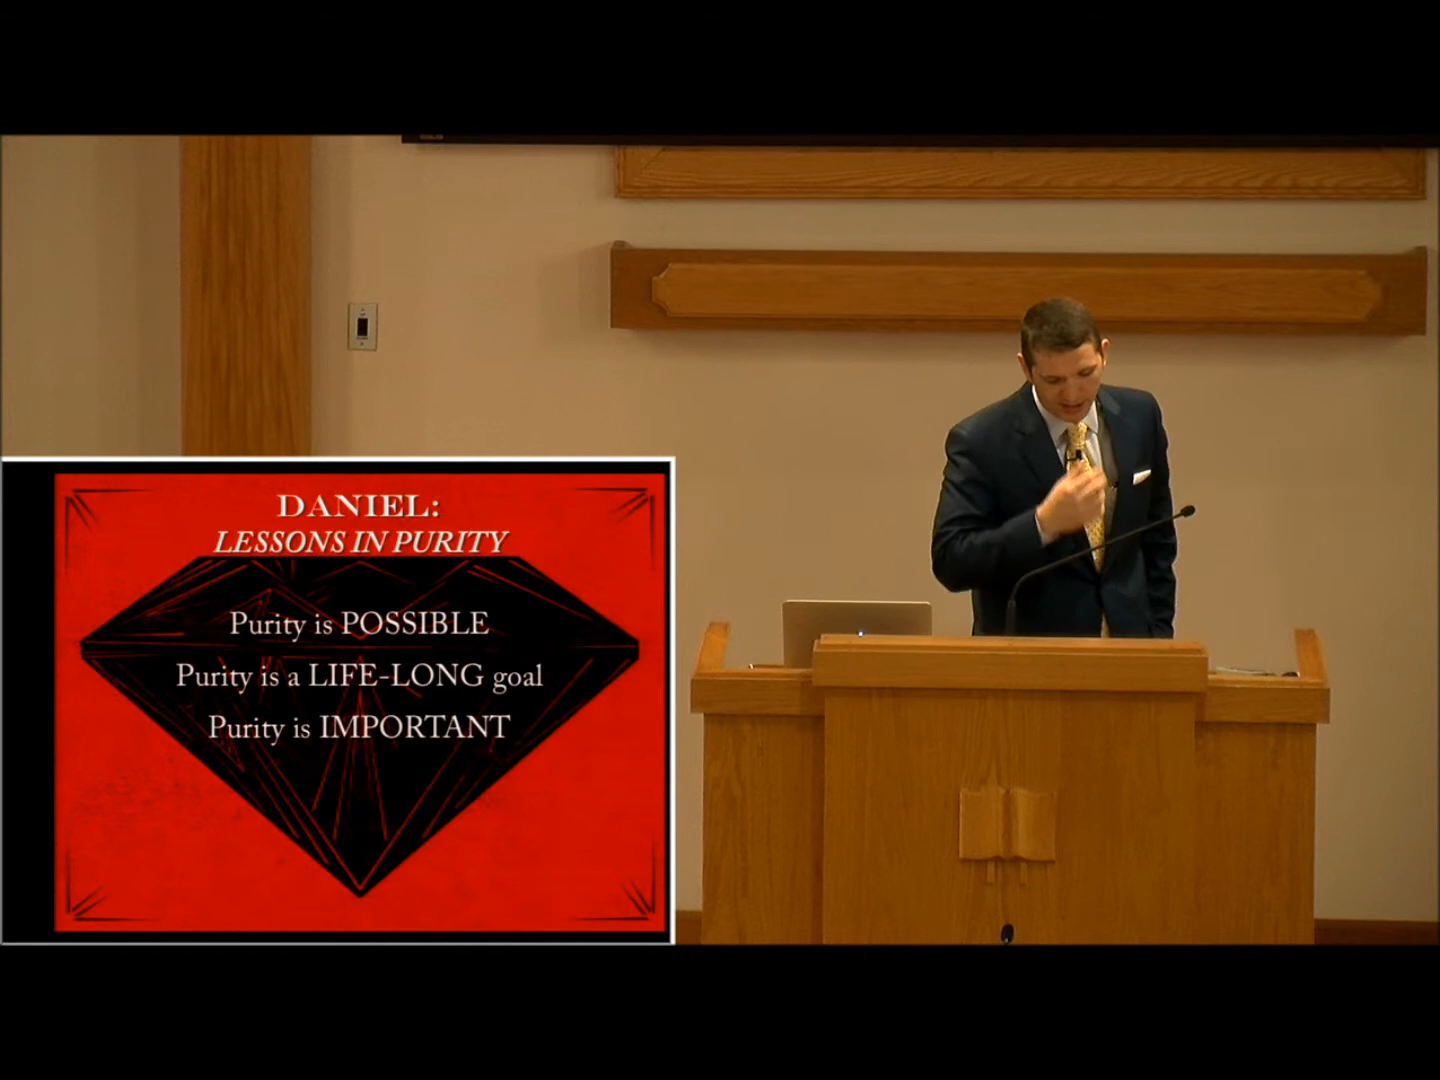 DANIEL:
LESSONS IN PURITY
Purity is POSSIBLE
Purity is a LIFE-LONG goal
Purity is IMPORTANT